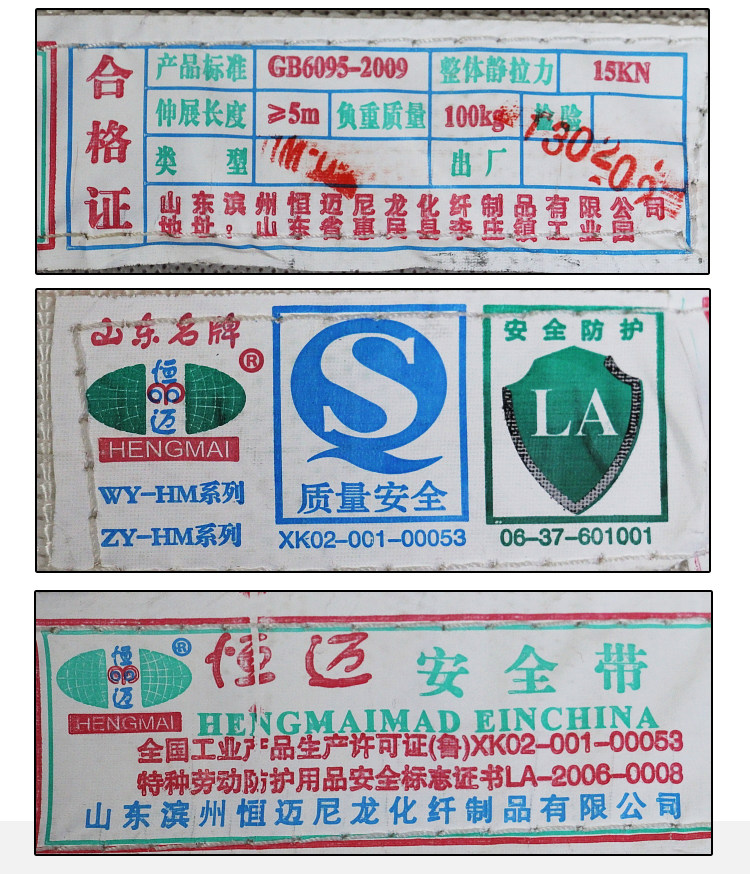 合格证
产品标准 GB6095-2009 整体静拉力 15KN
伸展长度 ≥5m 负重质量 100kg 检验
类 型 出厂
山东滨州恒迈尼龙化纤制品有限公司
地址：山东省惠民县李庄镇工业园
山东名牌
®
恒迈
HENGMAI
WY-HM系列
ZY-HM系列
S
质量安全
XK02-001-00053
安全防护
LA
06-37-601001
恒迈
®
HENGMAI
恒迈 安全带
HENGMAIMAD EINCHINA
全国工业产品生产许可证(鲁)XK02-001-00053
特种劳动防护用品安全标志证书LA-2006-0008
山东滨州恒迈尼龙化纤制品有限公司